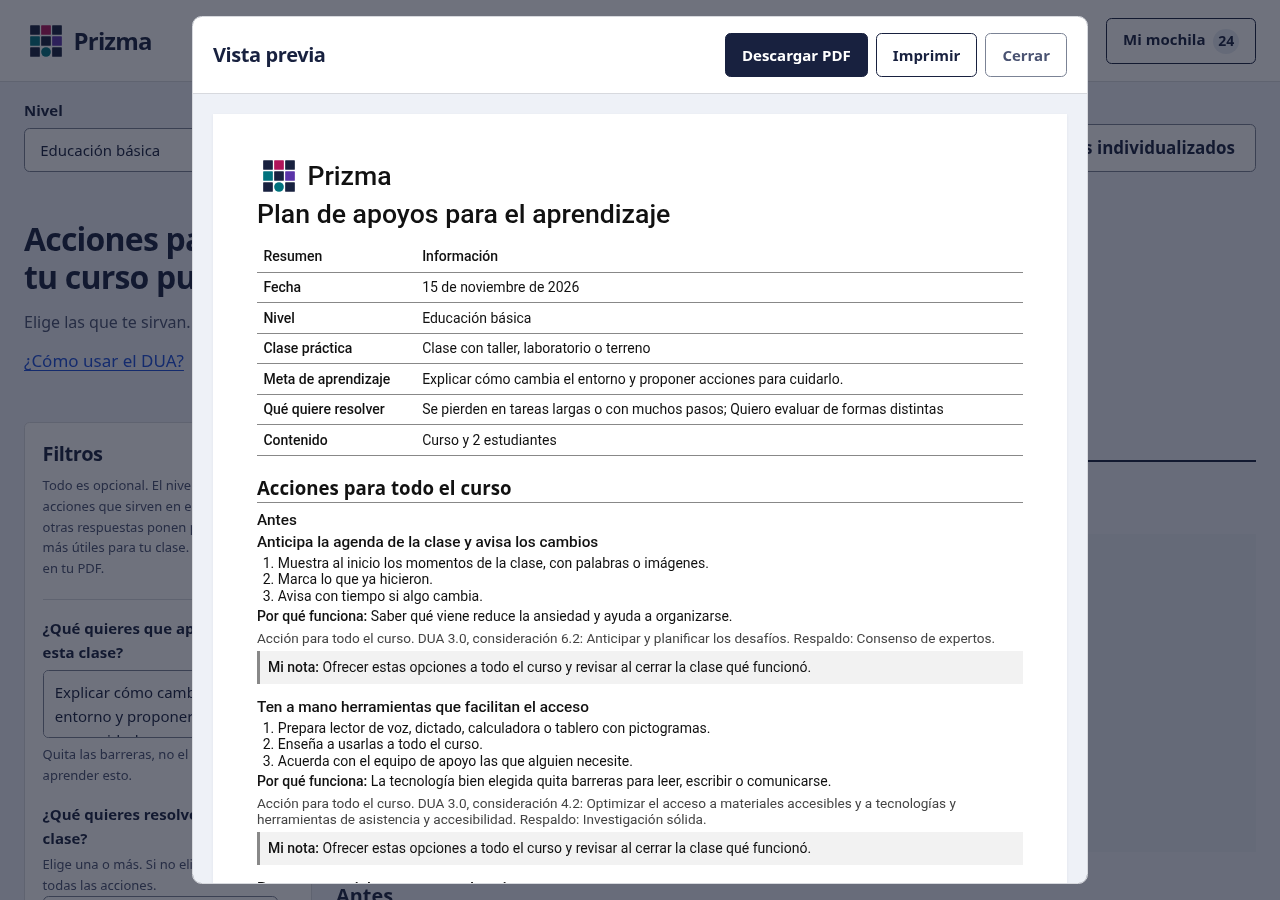 Prizma
Mi mochila 24
Nivel
Educación básica
s individualizados
Acciones pa
tu curso pu
Elige las que te sirvan.
¿Cómo usar el DUA?
Filtros
Todo es opcional. El nive
acciones que sirven en e
otras respuestas ponen
más útiles para tu clase.
en tu PDF.
¿Qué quieres que ap
esta clase?
Explicar cómo camb
entorno y proponer
Quita las barreras, no el
aprender esto.
¿Qué quieres resolve
clase?
Elige una o más. Si no eli
todas las acciones.
Antes
Vista previa
Descargar PDF
Imprimir
Cerrar
Prizma
Plan de apoyos para el aprendizaje
Resumen Información
Fecha 15 de noviembre de 2026
Nivel Educación básica
Clase práctica Clase con taller, laboratorio o terreno
Meta de aprendizaje Explicar cómo cambia el entorno y proponer acciones para cuidarlo.
Qué quiere resolver Se pierden en tareas largas o con muchos pasos; Quiero evaluar de formas distintas
Contenido Curso y 2 estudiantes
Acciones para todo el curso
Antes
Anticipa la agenda de la clase y avisa los cambios
1. Muestra al inicio los momentos de la clase, con palabras o imágenes.
2. Marca lo que ya hicieron.
3. Avisa con tiempo si algo cambia.
Por qué funciona: Saber qué viene reduce la ansiedad y ayuda a organizarse.
Acción para todo el curso. DUA 3.0, consideración 6.2: Anticipar y planificar los desafíos. Respaldo: Consenso de expertos.
Mi nota: Ofrecer estas opciones a todo el curso y revisar al cerrar la clase qué funcionó.
Ten a mano herramientas que facilitan el acceso
1. Prepara lector de voz, dictado, calculadora o tablero con pictogramas.
2. Enseña a usarlas a todo el curso.
3. Acuerda con el equipo de apoyo las que alguien necesite.
Por qué funciona: La tecnología bien elegida quita barreras para leer, escribir o comunicarse.
Acción para todo el curso. DUA 3.0, consideración 4.2: Optimizar el acceso a materiales accesibles y a tecnologías y
herramientas de asistencia y accesibilidad. Respaldo: Investigación sólida.
Mi nota: Ofrecer estas opciones a todo el curso y revisar al cerrar la clase qué funcionó.